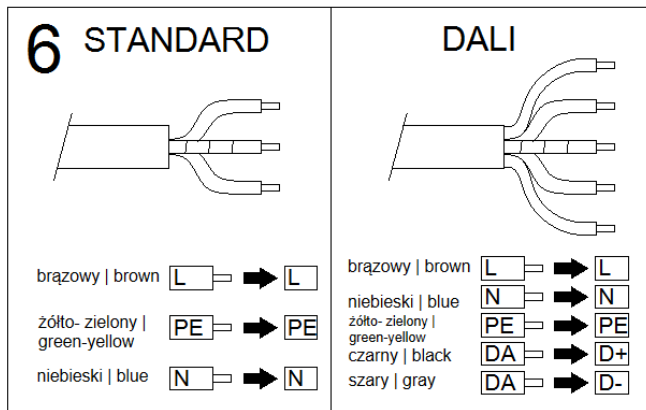 6 STANDARD
brązowy | brown L L
żółto- zielony |
green-yellow PE PE
niebieski | blue N N
DALI
brązowy | brown L L
niebieski | blue N N
żółto- zielony |
green-yellow PE PE
czarny | black DA D+
szary | gray DA D-